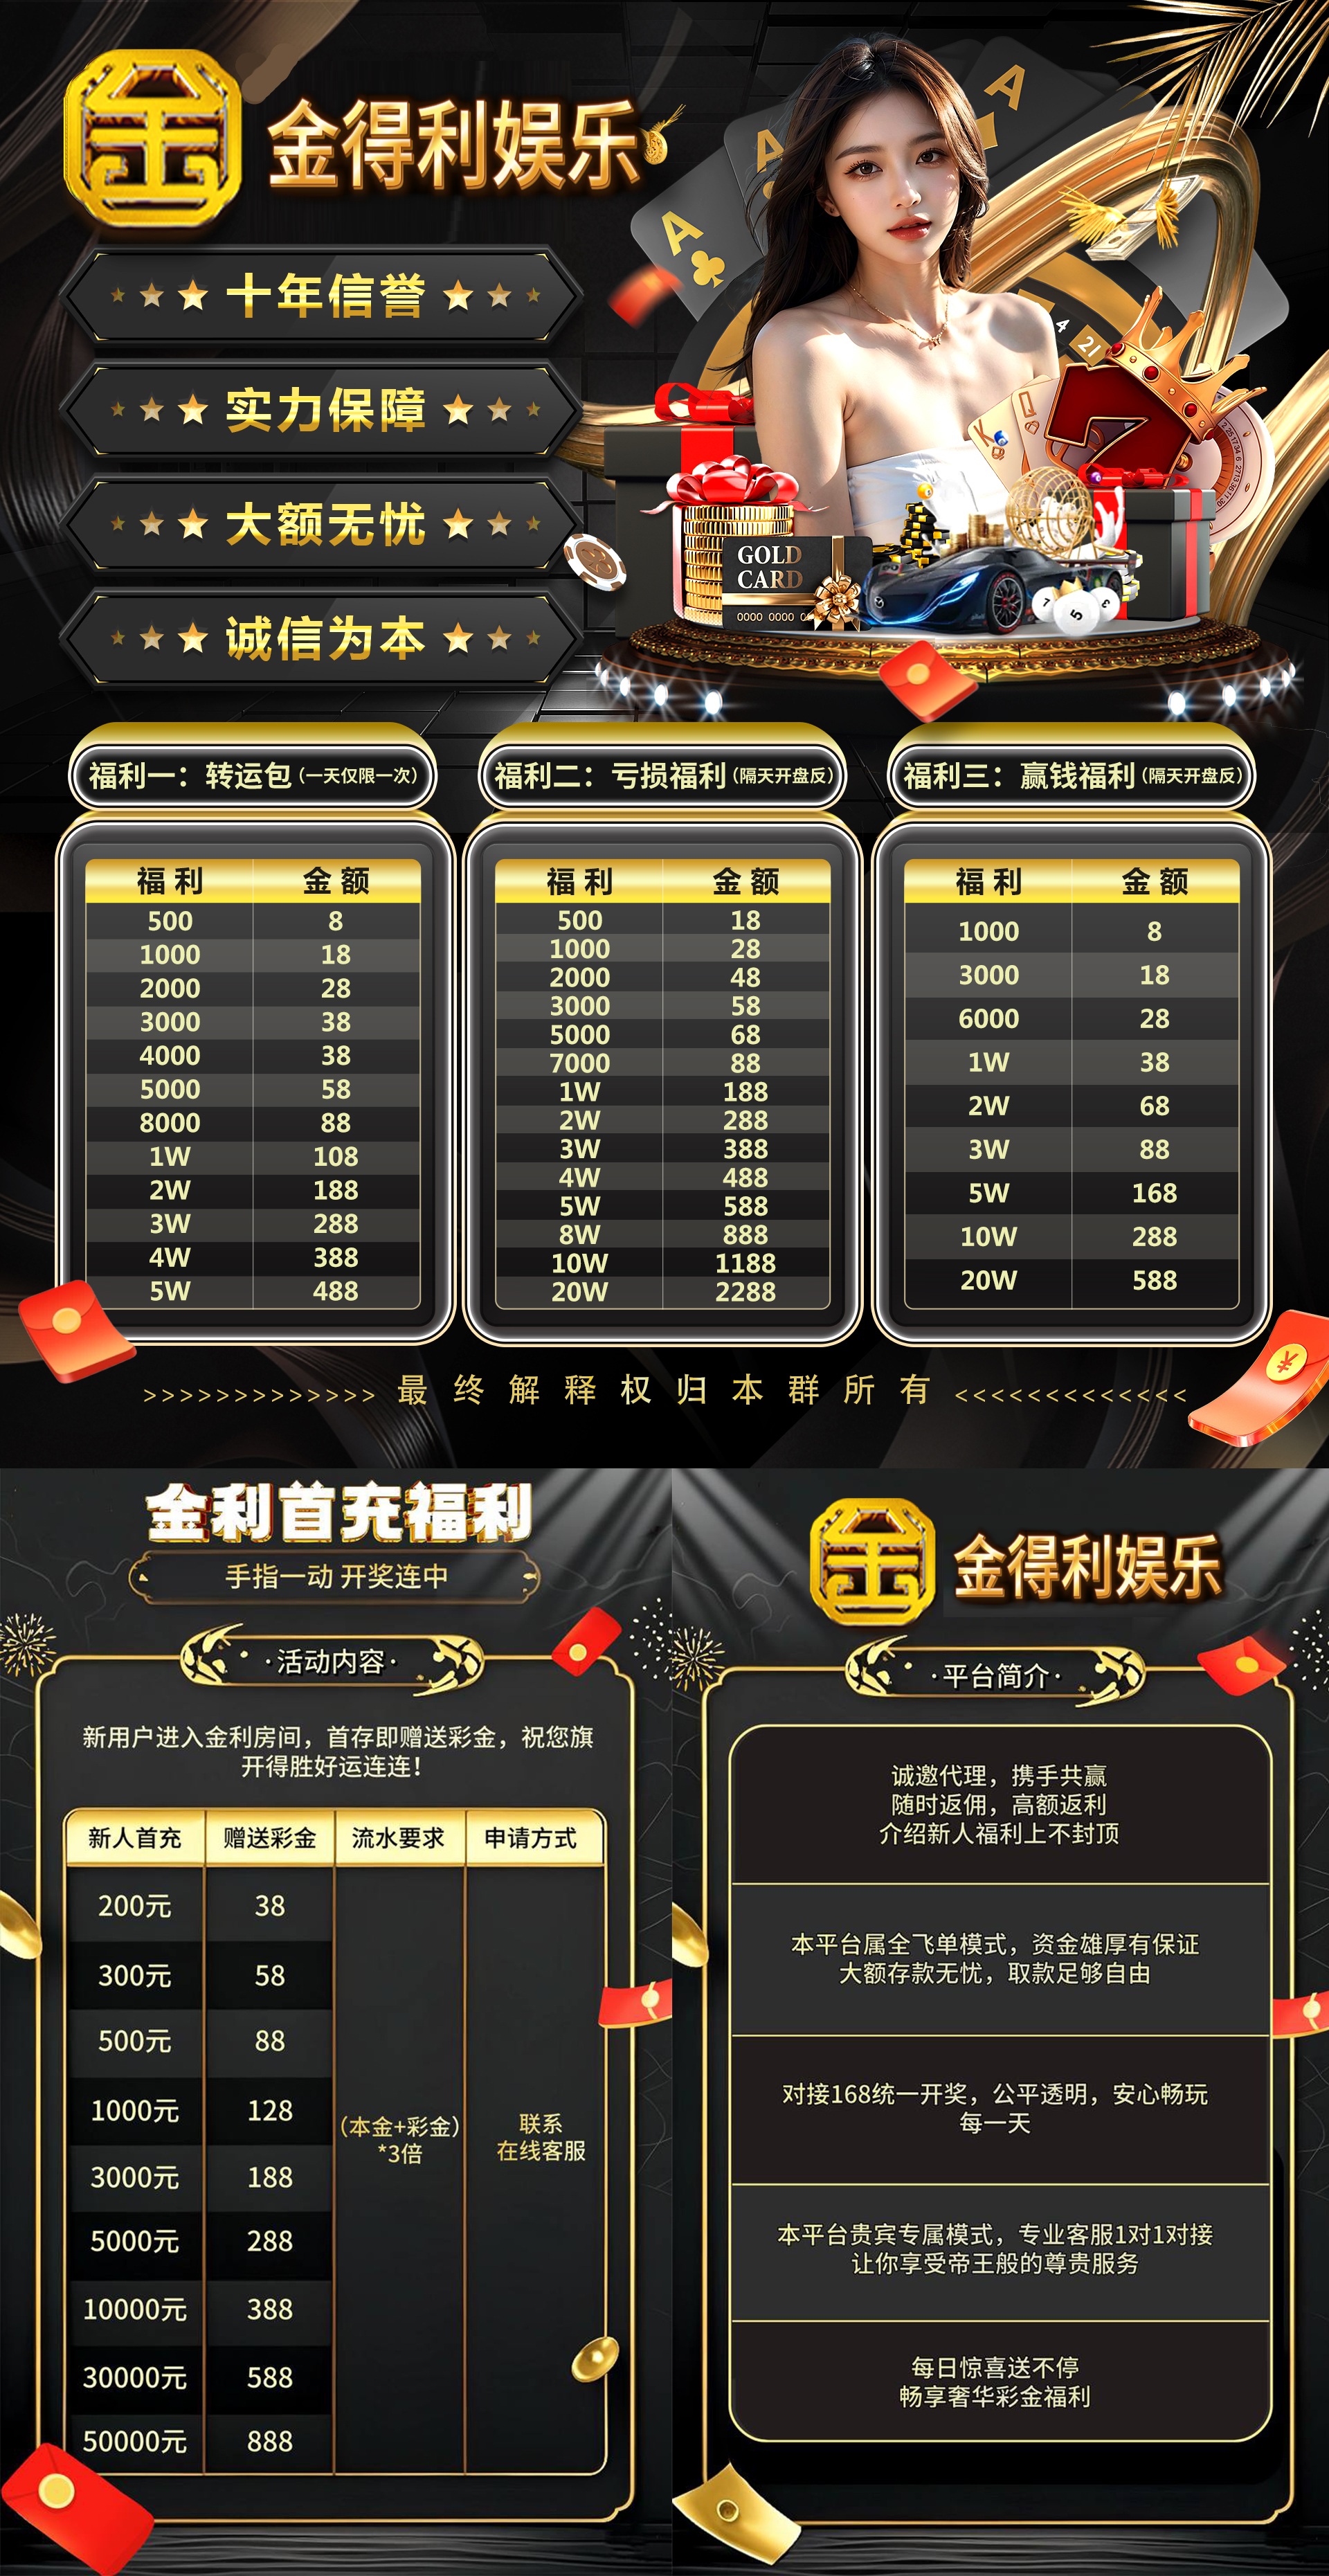 金
金得利娱乐
十年信誉
实力保障
大额无忧
诚信为本
A
A
A
4 21
K
Q
7
GOLD
CARD
0000 0000
7 5
福利一：转运包（一天仅限一次）
福利 金额
500 8
1000 18
2000 28
3000 38
4000 38
5000 58
8000 88
1W 108
2W 188
3W 288
4W 388
5W 488
福利二：亏损福利（隔天开盘反）
福利 金额
500 18
1000 28
2000 48
3000 58
5000 68
7000 88
1W 188
2W 288
3W 388
4W 488
5W 588
8W 888
10W 1188
20W 2288
福利三：赢钱福利（隔天开盘反）
福利 金额
1000 8
3000 18
6000 28
1W 38
2W 68
3W 88
5W 168
10W 288
20W 588
>>>>>>>>>>>>> 最终解释权归本群所有 <<<<<<<<<<<<<
¥
金利首充福利
手指一动 开奖连中
·活动内容·
新用户进入金利房间，首存即赠送彩金，祝您旗
开得胜好运连连！
新人首充 赠送彩金 流水要求 申请方式
200元 38
300元 58
500元 88
1000元 128
3000元 188
5000元 288
10000元 388
30000元 588
50000元 888
（本金+彩金）
*3倍
联系
在线客服
金
金得利娱乐
·平台简介·
诚邀代理，携手共赢
随时返佣，高额返利
介绍新人福利上不封顶
本平台属全飞单模式，资金雄厚有保证
大额存款无忧，取款足够自由
对接168统一开奖，公平透明，安心畅玩
每一天
本平台贵宾专属模式，专业客服1对1对接
让你享受帝王般的尊贵服务
每日惊喜送不停
畅享奢华彩金福利